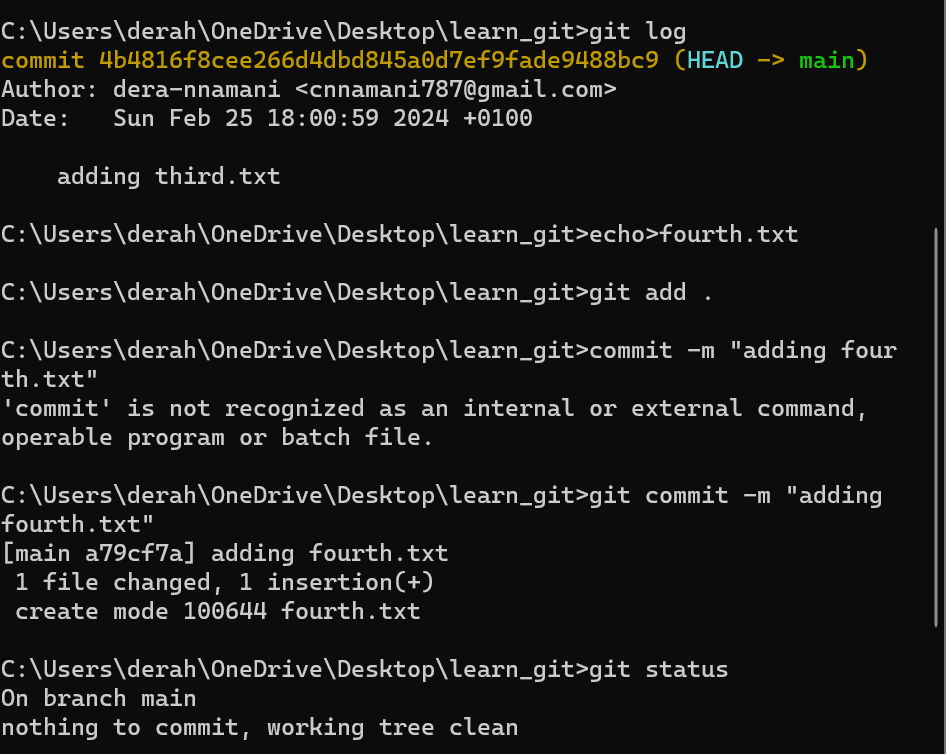 C:\Users\derah\OneDrive\Desktop\learn_git>git log
commit 4b4816f8cee266d4dbd845a0d7ef9fade9488bc9 (HEAD -> main)
Author: dera-nnamani <cnnamani787@gmail.com>
Date:   Sun Feb 25 18:00:59 2024 +0100
    adding third.txt
C:\Users\derah\OneDrive\Desktop\learn_git>echo>fourth.txt
C:\Users\derah\OneDrive\Desktop\learn_git>git add .
C:\Users\derah\OneDrive\Desktop\learn_git>commit -m "adding four
th.txt"
'commit' is not recognized as an internal or external command,
operable program or batch file.
C:\Users\derah\OneDrive\Desktop\learn_git>git commit -m "adding
fourth.txt"
[main a79cf7a] adding fourth.txt
 1 file changed, 1 insertion(+)
 create mode 100644 fourth.txt
C:\Users\derah\OneDrive\Desktop\learn_git>git status
On branch main
nothing to commit, working tree clean